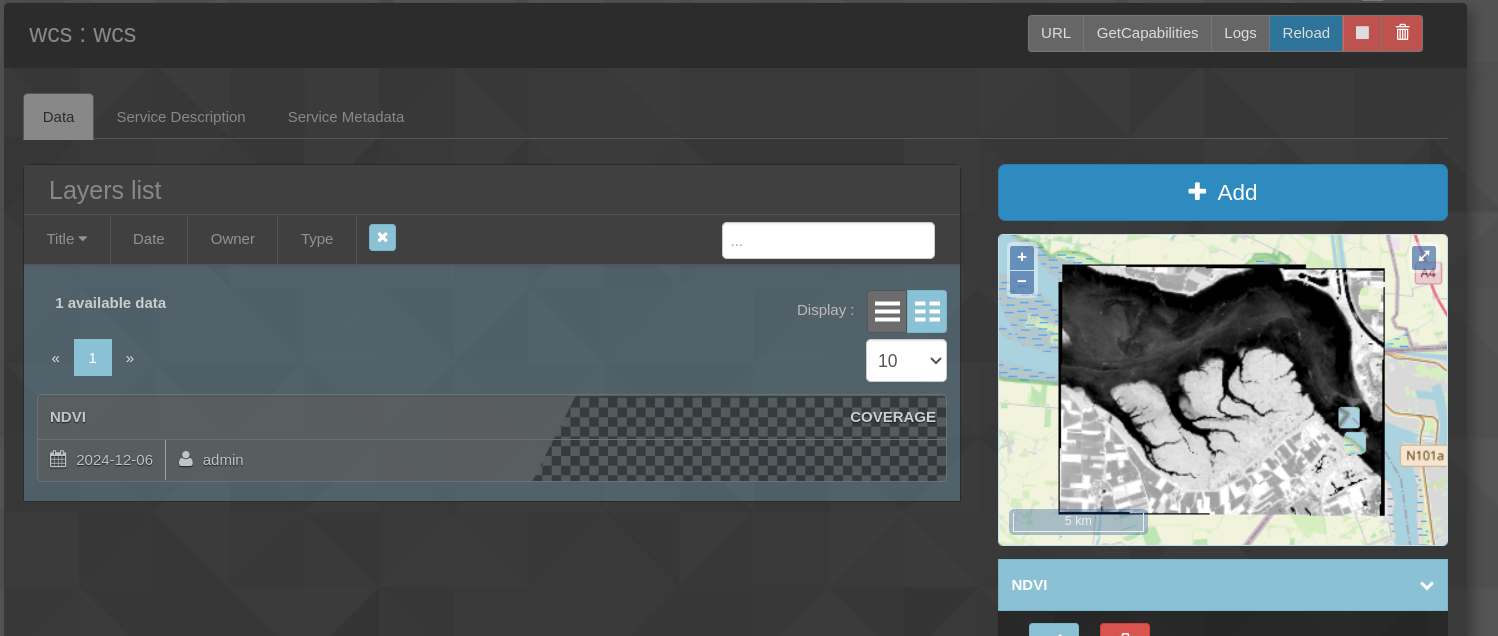 wcs : wcs
URL GetCapabilities Logs Reload
Data Service Description Service Metadata
Layers list
Title Date Owner Type ...
1 available data
Display :
« 1 »
10
NDVI COVERAGE
2024-12-06 admin
Add
+
−
A4
N101a
5 km
NDVI